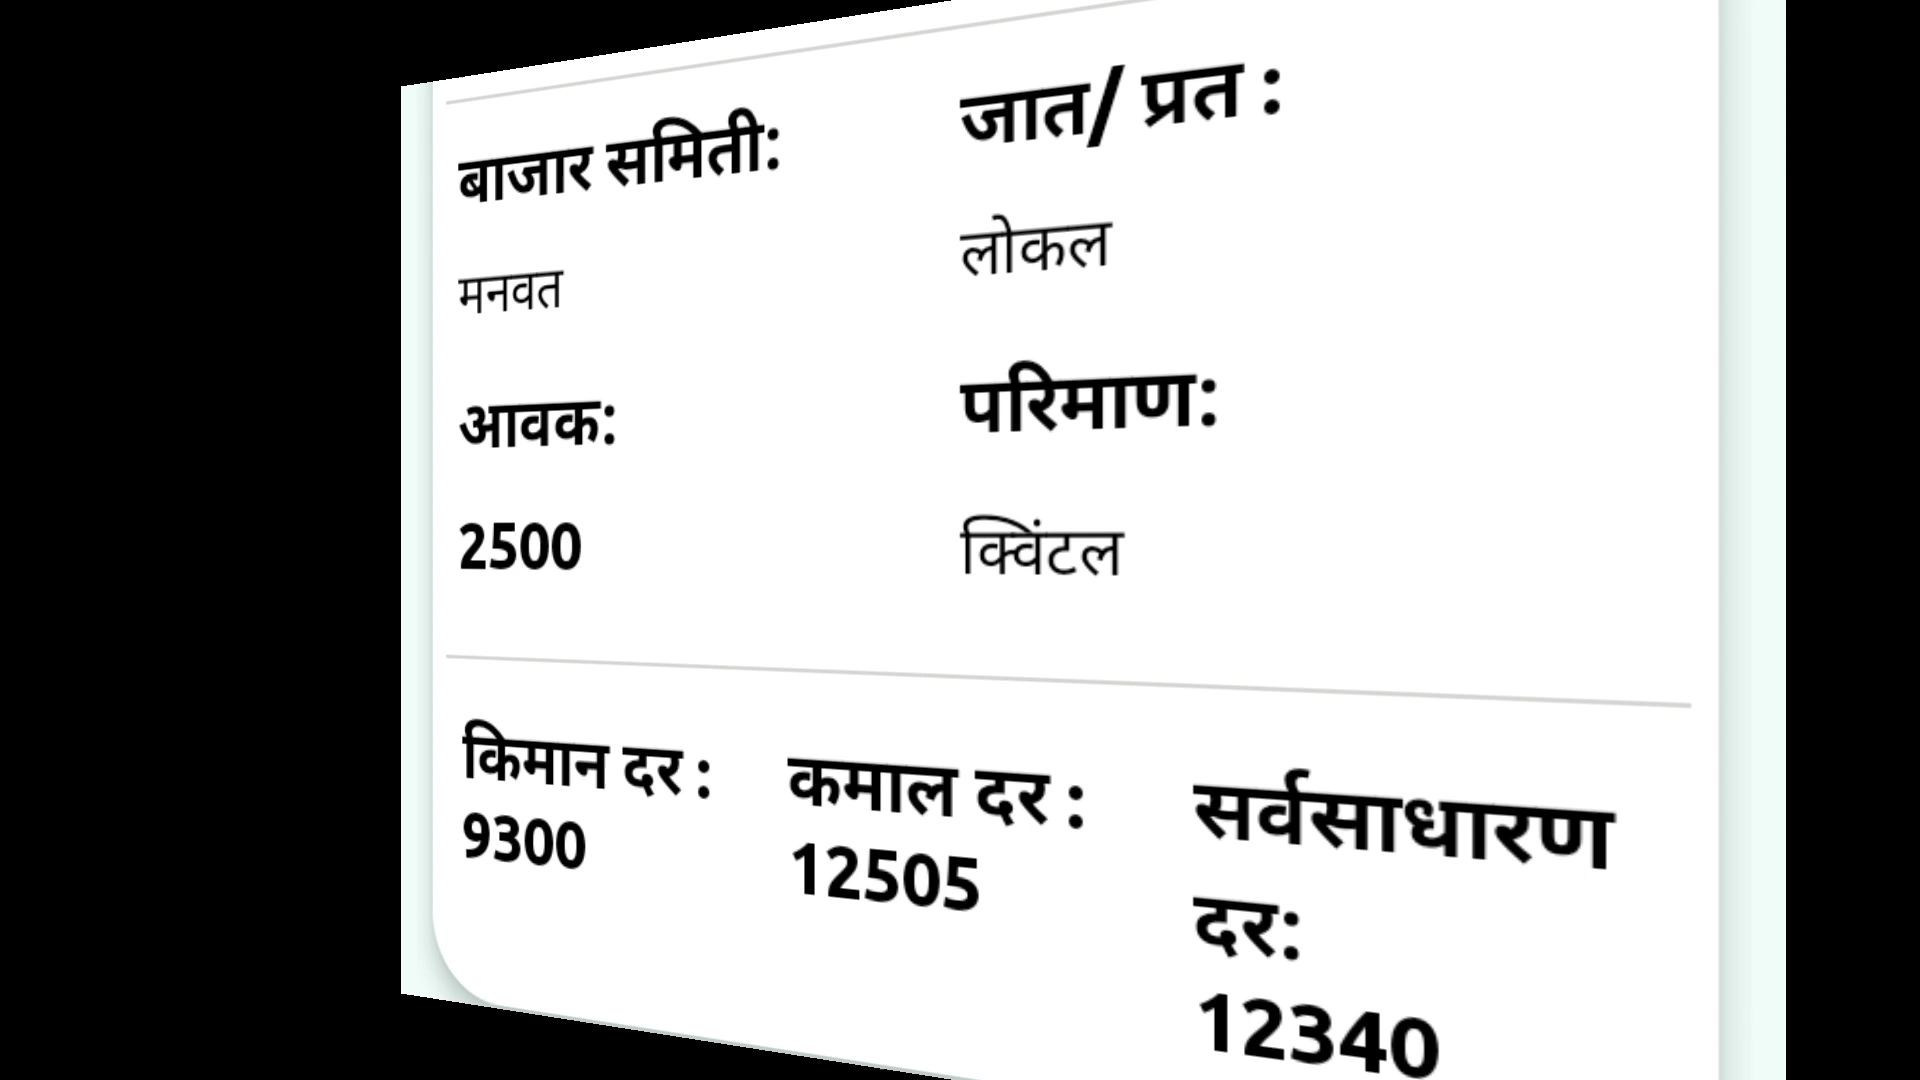 बाजार समिती:
जात/ प्रत :
मनवत
लोकल
आवक:
परिमाण:
2500
क्विंटल
किमान दर :
9300
कमाल दर :
12505
सर्वसाधारण
दर:
12340